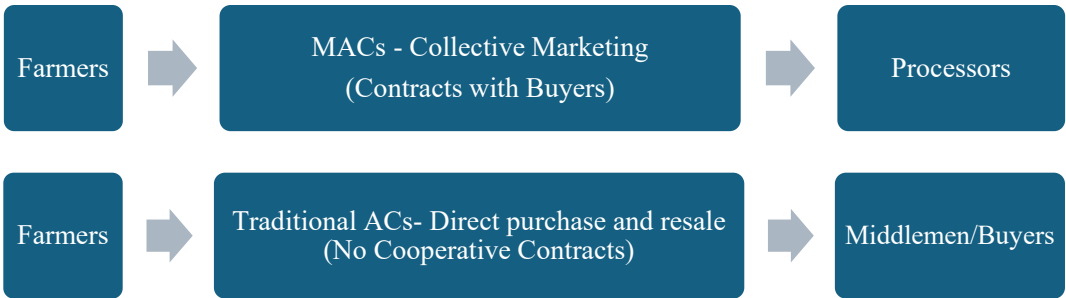 Farmers
MACs - Collective Marketing
(Contracts with Buyers)
Processors
Farmers
Traditional ACs- Direct purchase and resale
(No Cooperative Contracts)
Middlemen/Buyers